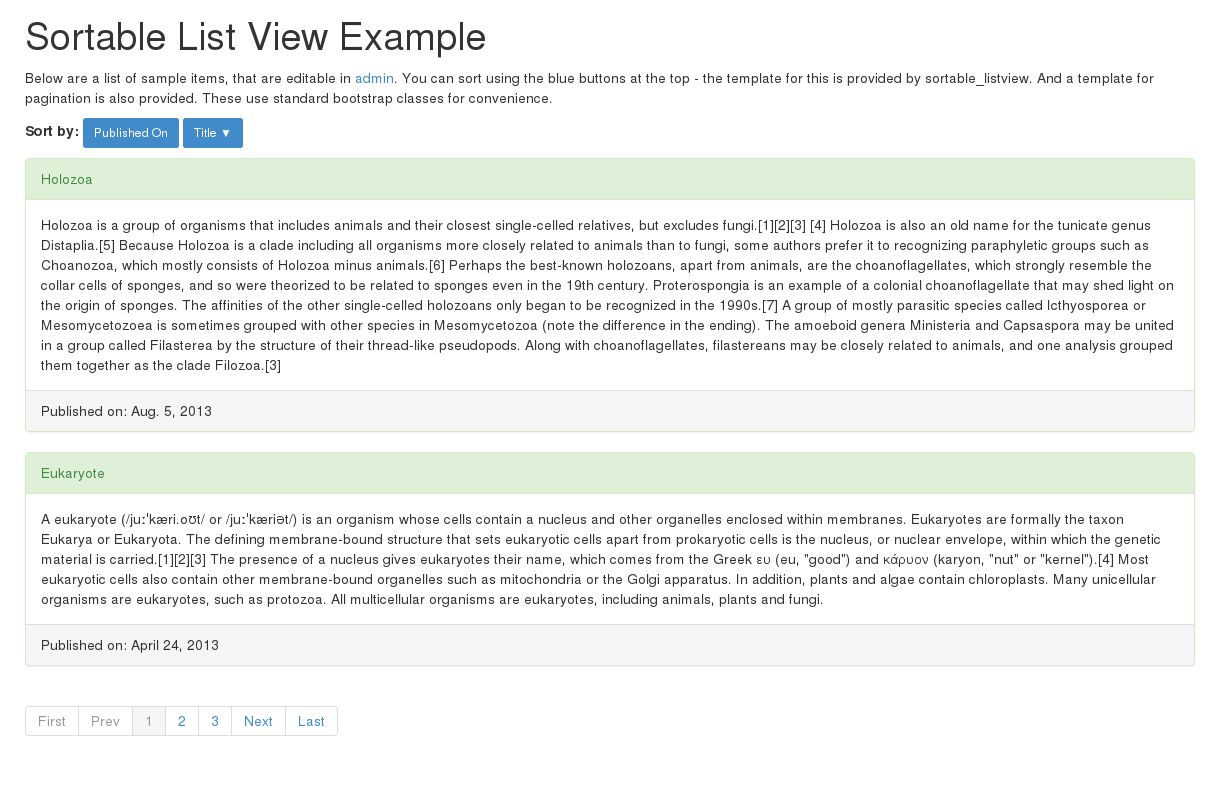 Sortable List View Example
Below are a list of sample items, that are editable in admin. You can sort using the blue buttons at the top - the template for this is provided by sortable_listview. And a template for
pagination is also provided. These use standard bootstrap classes for convenience.
Sort by: Published On Title ▼
Holozoa
Holozoa is a group of organisms that includes animals and their closest single-celled relatives, but excludes fungi.[1][2][3] [4] Holozoa is also an old name for the tunicate genus
Distaplia.[5] Because Holozoa is a clade including all organisms more closely related to animals than to fungi, some authors prefer it to recognizing paraphyletic groups such as
Choanozoa, which mostly consists of Holozoa minus animals.[6] Perhaps the best-known holozoans, apart from animals, are the choanoflagellates, which strongly resemble the
collar cells of sponges, and so were theorized to be related to sponges even in the 19th century. Proterospongia is an example of a colonial choanoflagellate that may shed light on
the origin of sponges. The affinities of the other single-celled holozoans only began to be recognized in the 1990s.[7] A group of mostly parasitic species called Icthyosporea or
Mesomycetozoea is sometimes grouped with other species in Mesomycetozoa (note the difference in the ending). The amoeboid genera Ministeria and Capsaspora may be united
in a group called Filasterea by the structure of their thread-like pseudopods. Along with choanoflagellates, filastereans may be closely related to animals, and one analysis grouped
them together as the clade Filozoa.[3]
Published on: Aug. 5, 2013
Eukaryote
A eukaryote (/juːˈkæri.oʊt/ or /juːˈkæriət/) is an organism whose cells contain a nucleus and other organelles enclosed within membranes. Eukaryotes are formally the taxon
Eukarya or Eukaryota. The defining membrane-bound structure that sets eukaryotic cells apart from prokaryotic cells is the nucleus, or nuclear envelope, within which the genetic
material is carried.[1][2][3] The presence of a nucleus gives eukaryotes their name, which comes from the Greek ευ (eu, "good") and κάρυον (karyon, "nut" or "kernel").[4] Most
eukaryotic cells also contain other membrane-bound organelles such as mitochondria or the Golgi apparatus. In addition, plants and algae contain chloroplasts. Many unicellular
organisms are eukaryotes, such as protozoa. All multicellular organisms are eukaryotes, including animals, plants and fungi.
Published on: April 24, 2013
First Prev 1 2 3 Next Last